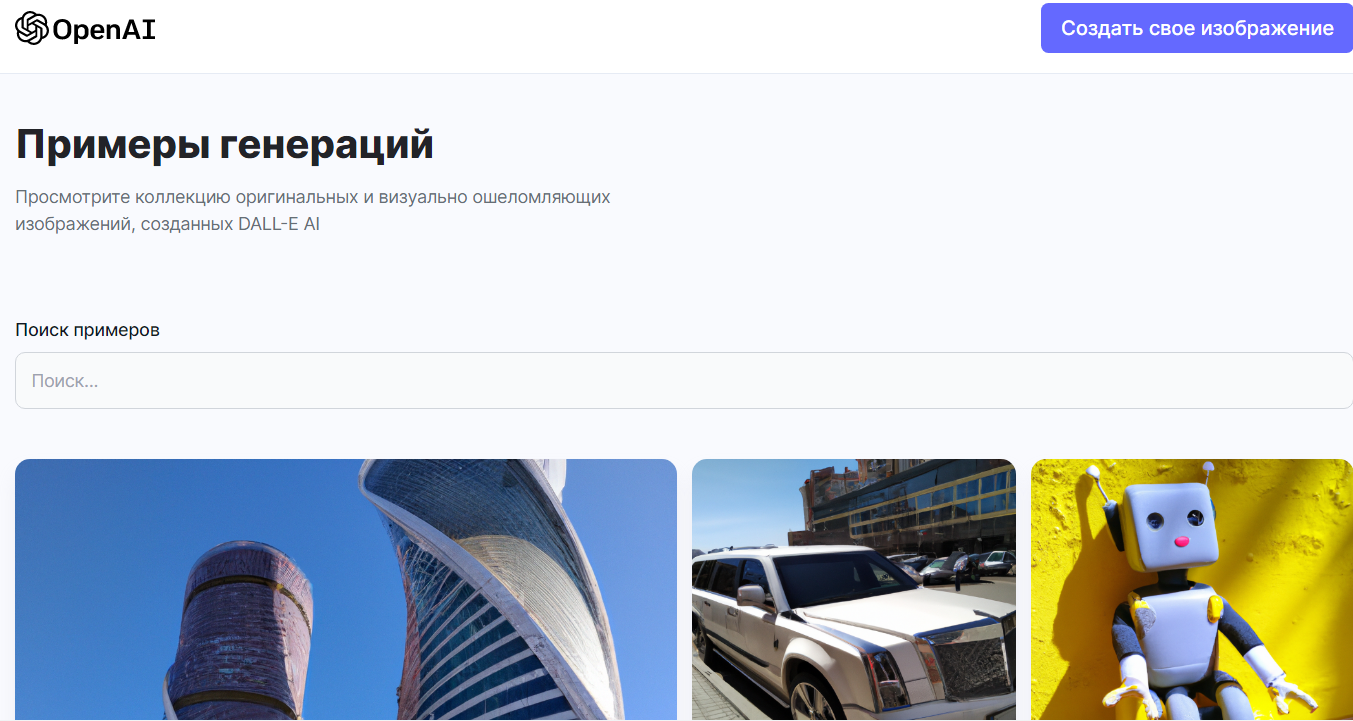 OpenAI
Создать свое изображение
Примеры генераций
Просмотрите коллекцию оригинальных и визуально ошеломляющих
изображений, созданных DALL-E AI
Поиск примеров
Поиск...